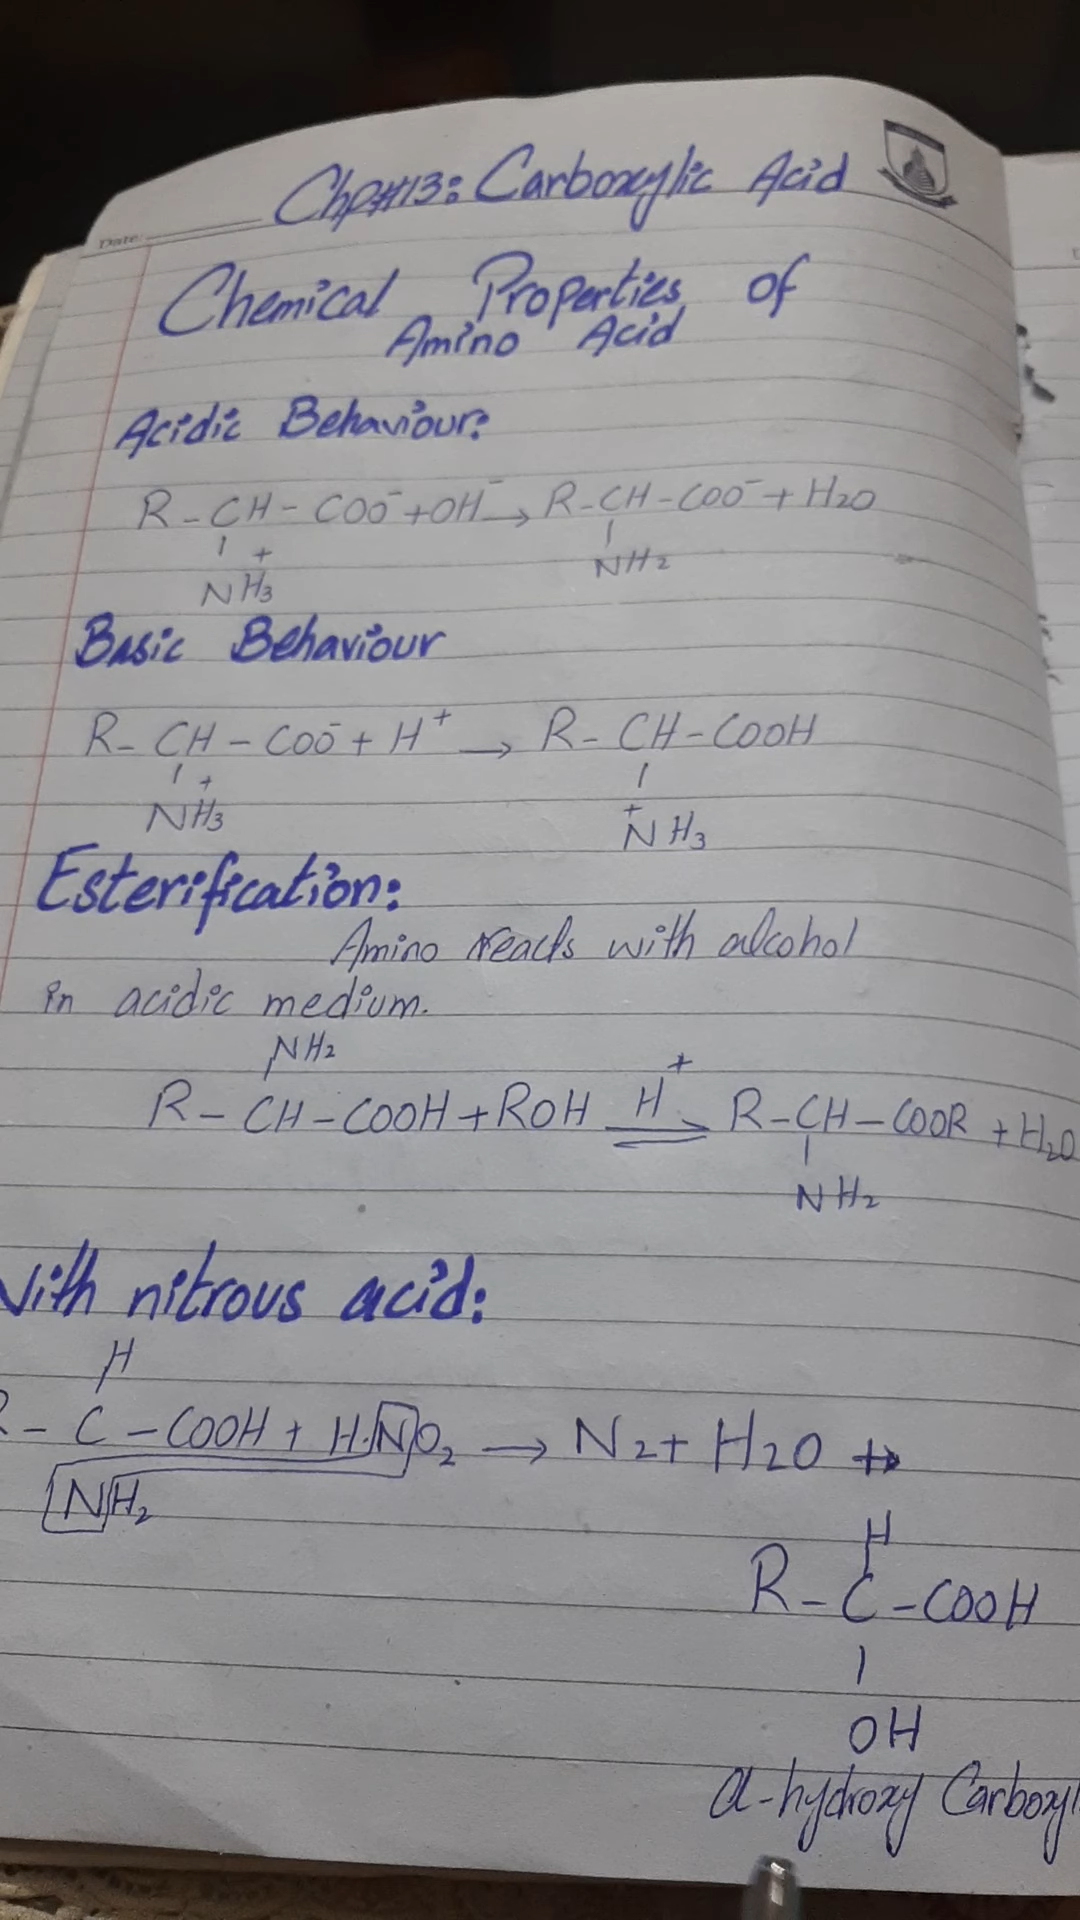 Chp#13: Carboxylic Acid
Date:
Chemical Properties of
Amino Acid
Acidic Behaviour:
R - CH - COO⁻ + OH⁻ → R - CH - COO⁻ + H2O
NH3⁺ NH2
Basic Behaviour
R - CH - COO⁻ + H⁺ → R - CH - COOH
NH3⁺ ⁺NH3
Esterification:
Amino reacts with alcohol
in acidic medium.
NH2
R - CH - COOH + ROH H⁺ ⇌ R - CH - COOR + H2O
NH2
With nitrous acid:
H
R - C - COOH + HNO2 → N2 + H2O +
NH2
H
R - C - COOH
OH
α-hydroxy Carboxyl